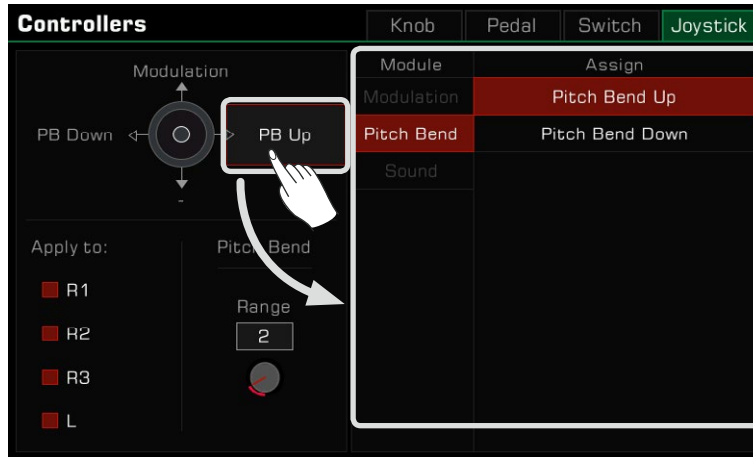 Controllers
Knob Pedal Switch Joystick
Modulation
PB Down
PB Up
-
Apply to:
R1
R2
R3
L
Pitch Bend
Range
2
Module Assign
Modulation Pitch Bend Up
Pitch Bend Pitch Bend Down
Sound